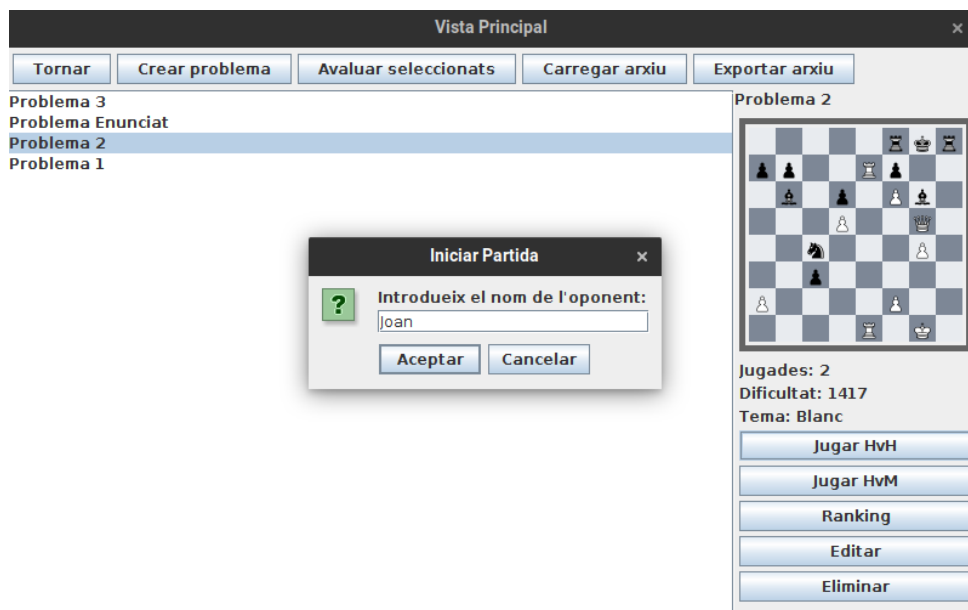 Vista Principal
Tornar Crear problema Avaluar seleccionats Carregar arxiu Exportar arxiu
Problema 3
Problema Enunciat
Problema 2
Problema 1
Iniciar Partida
Introdueix el nom de l'oponent:
Joan
Aceptar Cancelar
Problema 2
Jugades: 2
Dificultat: 1417
Tema: Blanc
Jugar HvH
Jugar HvM
Ranking
Editar
Eliminar